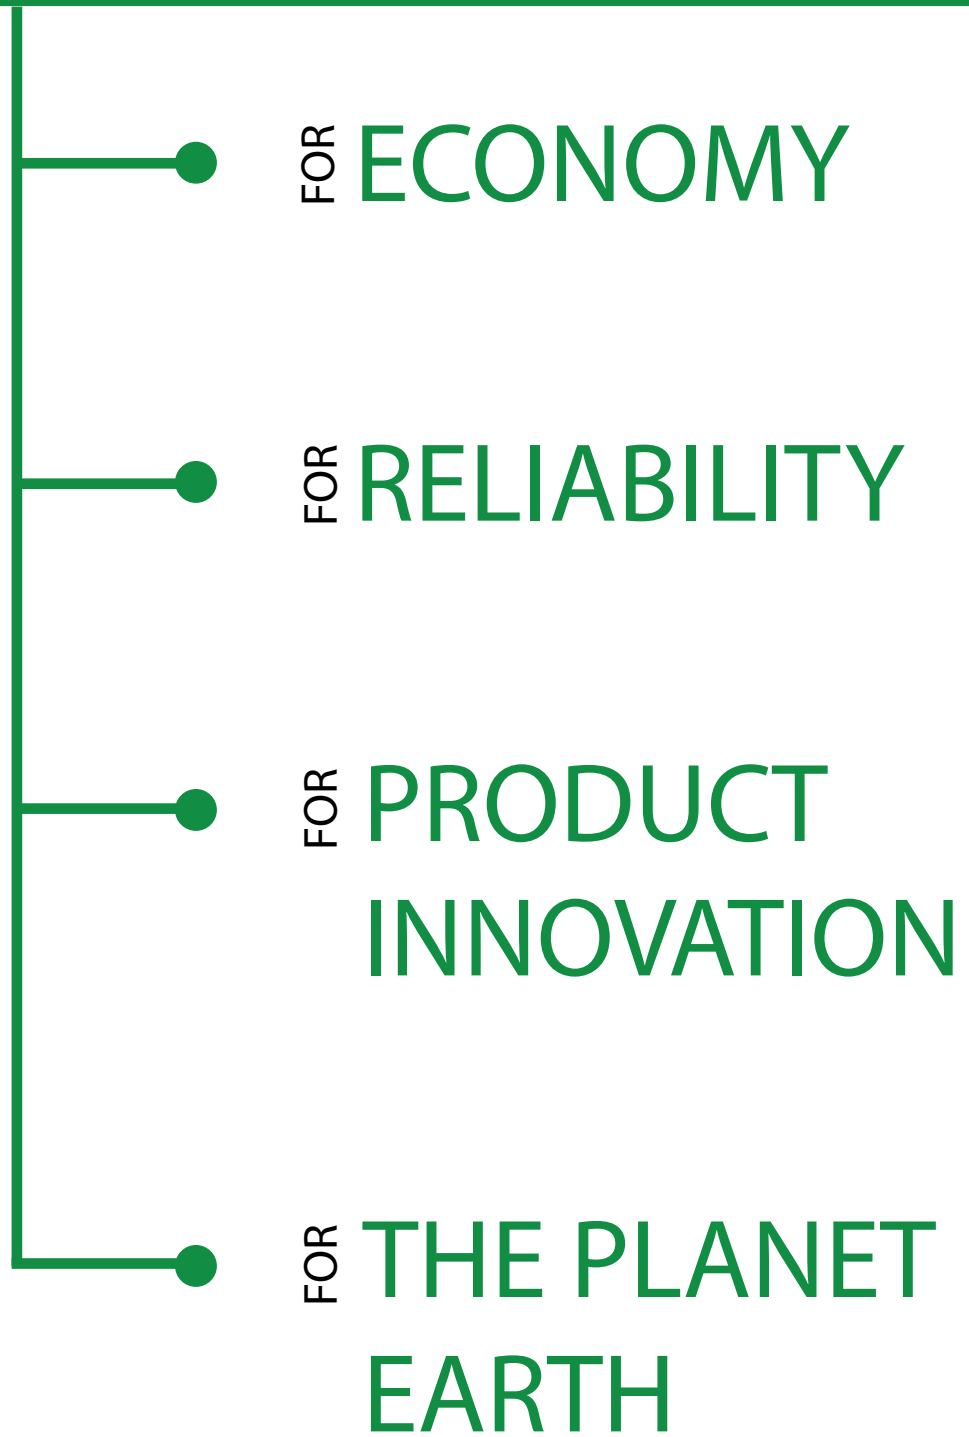 FOR ECONOMY
FOR RELIABILITY
FOR PRODUCT
INNOVATION
FOR THE PLANET
EARTH